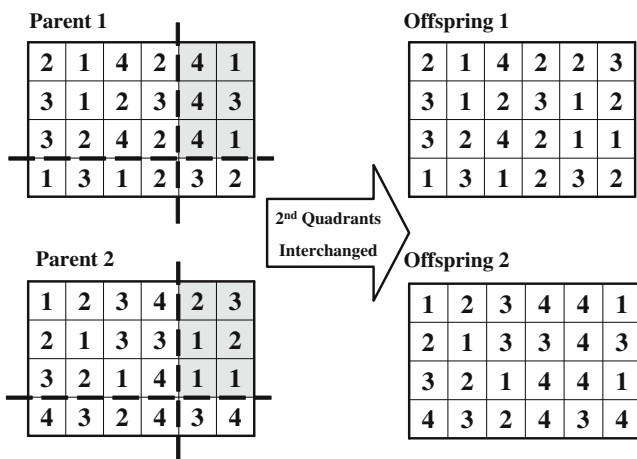 Parent 1
2 1 4 2 4 1
3 1 2 3 4 3
3 2 4 2 4 1
1 3 1 2 3 2
Parent 2
1 2 3 4 2 3
2 1 3 3 1 2
3 2 1 4 1 1
4 3 2 4 3 4
2nd Quadrants
Interchanged
Offspring 1
2 1 4 2 2 3
3 1 2 3 1 2
3 2 4 2 1 1
1 3 1 2 3 2
Offspring 2
1 2 3 4 4 1
2 1 3 3 4 3
3 2 1 4 4 1
4 3 2 4 3 4